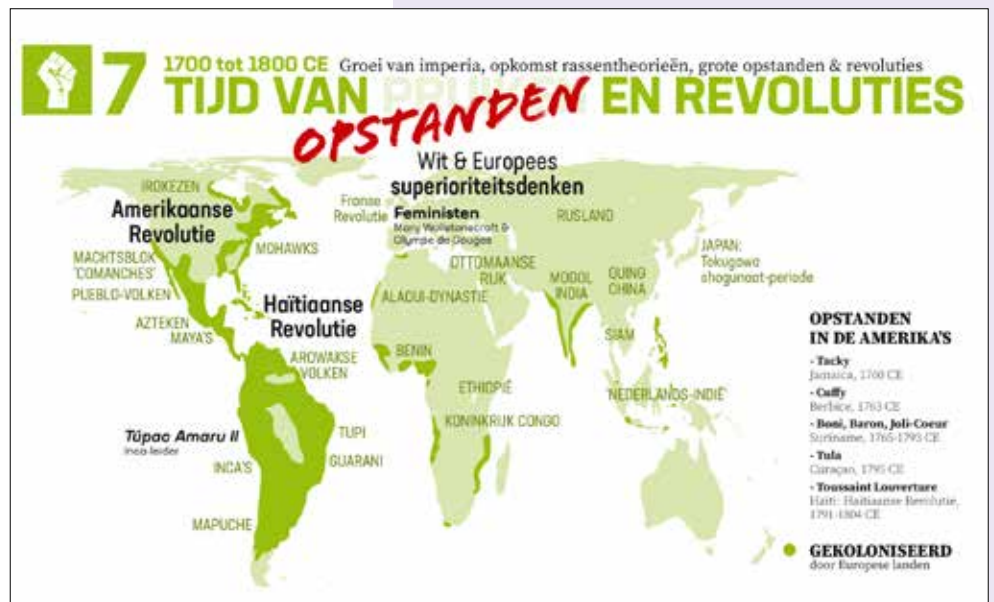 7
1700 tot 1800 CE Groei van imperia, opkomst rassentheorieën, grote opstanden & revoluties
TIJD VAN PRUIKEN EN REVOLUTIES
OPSTANDEN
Wit & Europees
superioriteitsdenken
IROKEZEN
Amerikaanse
Revolutie
MOHAWKS
MACHTSBLOK
'COMANCHES'
PUEBLO-VOLKEN
AZTEKEN
MAYA'S
Franse
Revolutie
Feministen
Mary Wollstonecraft &
Olympe de Gouges
RUSLAND
OTTOMAANSE
RIJK
MOGOL
INDIA
QUING
CHINA
JAPAN:
Tokugawa
shogunaat-periode
ALAOUI-DYNASTIE
Haïtiaanse
Revolutie
SIAM
AROWAKSE
VOLKEN
BENIN
ETHIOPIË
NEDERLANDS-INDIË
KONINKRIJK CONGO
Túpac Amaru II
Inca-leider
TUPI
GUARANI
INCA'S
MAPUCHE
OPSTANDEN
IN DE AMERIKA'S
- Tacky
Jamaica, 1760 CE
- Cuffy
Berbice, 1763 CE
- Boni, Baron, Joli-Coeur
Suriname, 1765-1793 CE
- Tula
Curaçao, 1795 CE
- Toussaint Louverture
Haïti: Haïtiaanse Revolutie,
1791-1804 CE
GEKOLONISEERD
door Europese landen